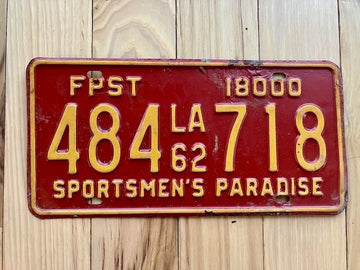 FPST 18000
484 LA 62 718
SPORTSMEN'S PARADISE